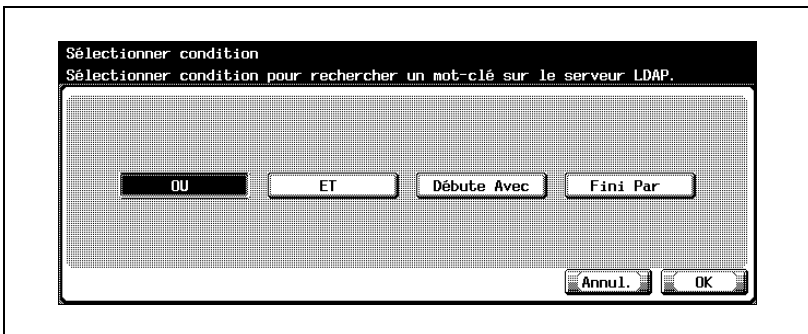 Sélectionner condition
Sélectionner condition pour rechercher un mot-clé sur le serveur LDAP.
OU ET Débute Avec Fini Par
Annul. OK